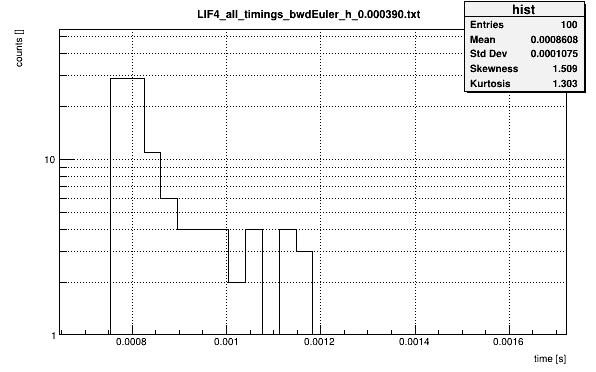 LIF4_all_timings_bwdEuler_h_0.000390.txt
hist
Entries 100
Mean 0.0008608
Std Dev 0.0001075
Skewness 1.509
Kurtosis 1.303
counts []
10
1
0.0008 0.001 0.0012 0.0014 0.0016
time [s]